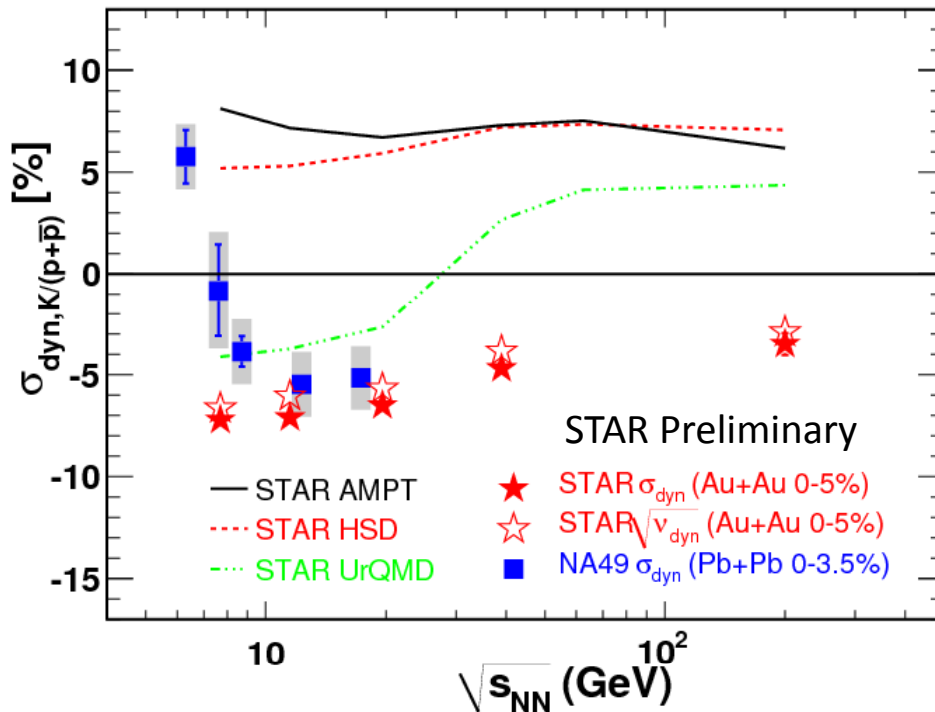 10
5
0
-5
-10
-15
σdyn,K/(p+p̅) [%]
STAR Preliminary
STAR AMPT
STAR HSD
STAR UrQMD
STAR σdyn (Au+Au 0-5%)
STAR √νdyn (Au+Au 0-5%)
NA49 σdyn (Pb+Pb 0-3.5%)
10
10²
√sNN (GeV)